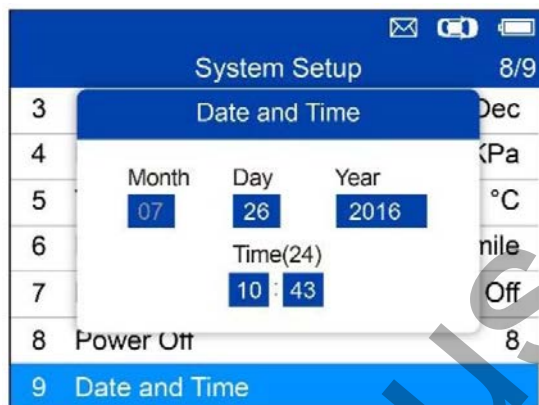 System Setup 8/9
Date and Time
3 Dec
4 KPa
Month Day Year
5 °C
07 26 2016
6 mile
Time(24)
7 10 : 43 Off
8 Power Off 8
9 Date and Time